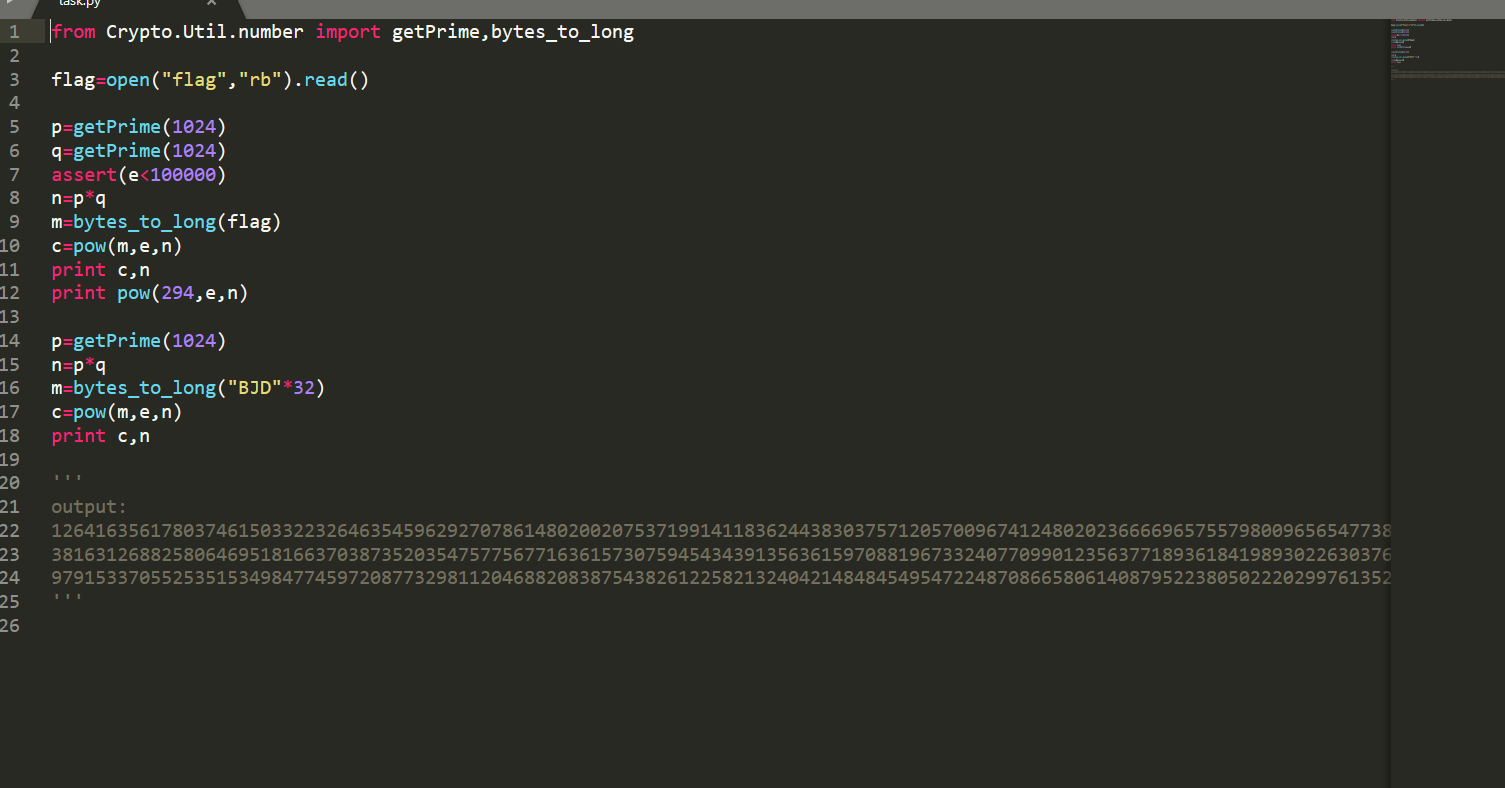 task.py
1 from Crypto.Util.number import getPrime,bytes_to_long
2
3 flag=open("flag","rb").read()
4
5 p=getPrime(1024)
6 q=getPrime(1024)
7 assert(e<100000)
8 n=p*q
9 m=bytes_to_long(flag)
10 c=pow(m,e,n)
11 print c,n
12 print pow(294,e,n)
13
14 p=getPrime(1024)
15 n=p*q
16 m=bytes_to_long("BJD"*32)
17 c=pow(m,e,n)
18 print c,n
19
20 '''
21 output:
22 12641635617803746150332232646354596292707861480200207537199141183624438303757120570096741248020236666965755798009656547738
23 38163126882580646951816637038735203547577567716361573075945434391356361597088196733240770990123563771893618419893022630376
24 97915337055253515349847745972087732981120468820838754382612258213240421484845495472248708665806140879522380502220299761352
25 '''
26